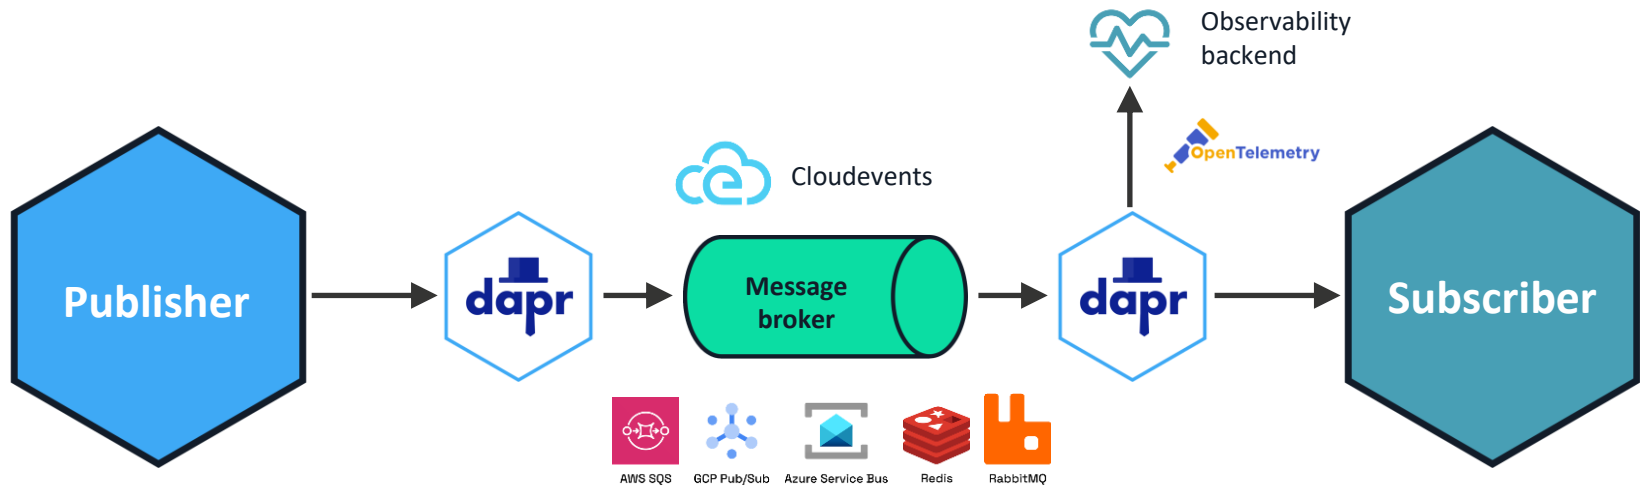 Observability
backend
OpenTelemetry
Cloudevents
Publisher
dapr
Message
broker
dapr
Subscriber
AWS SQS
GCP Pub/Sub
Azure Service Bus
Redis
RabbitMQ